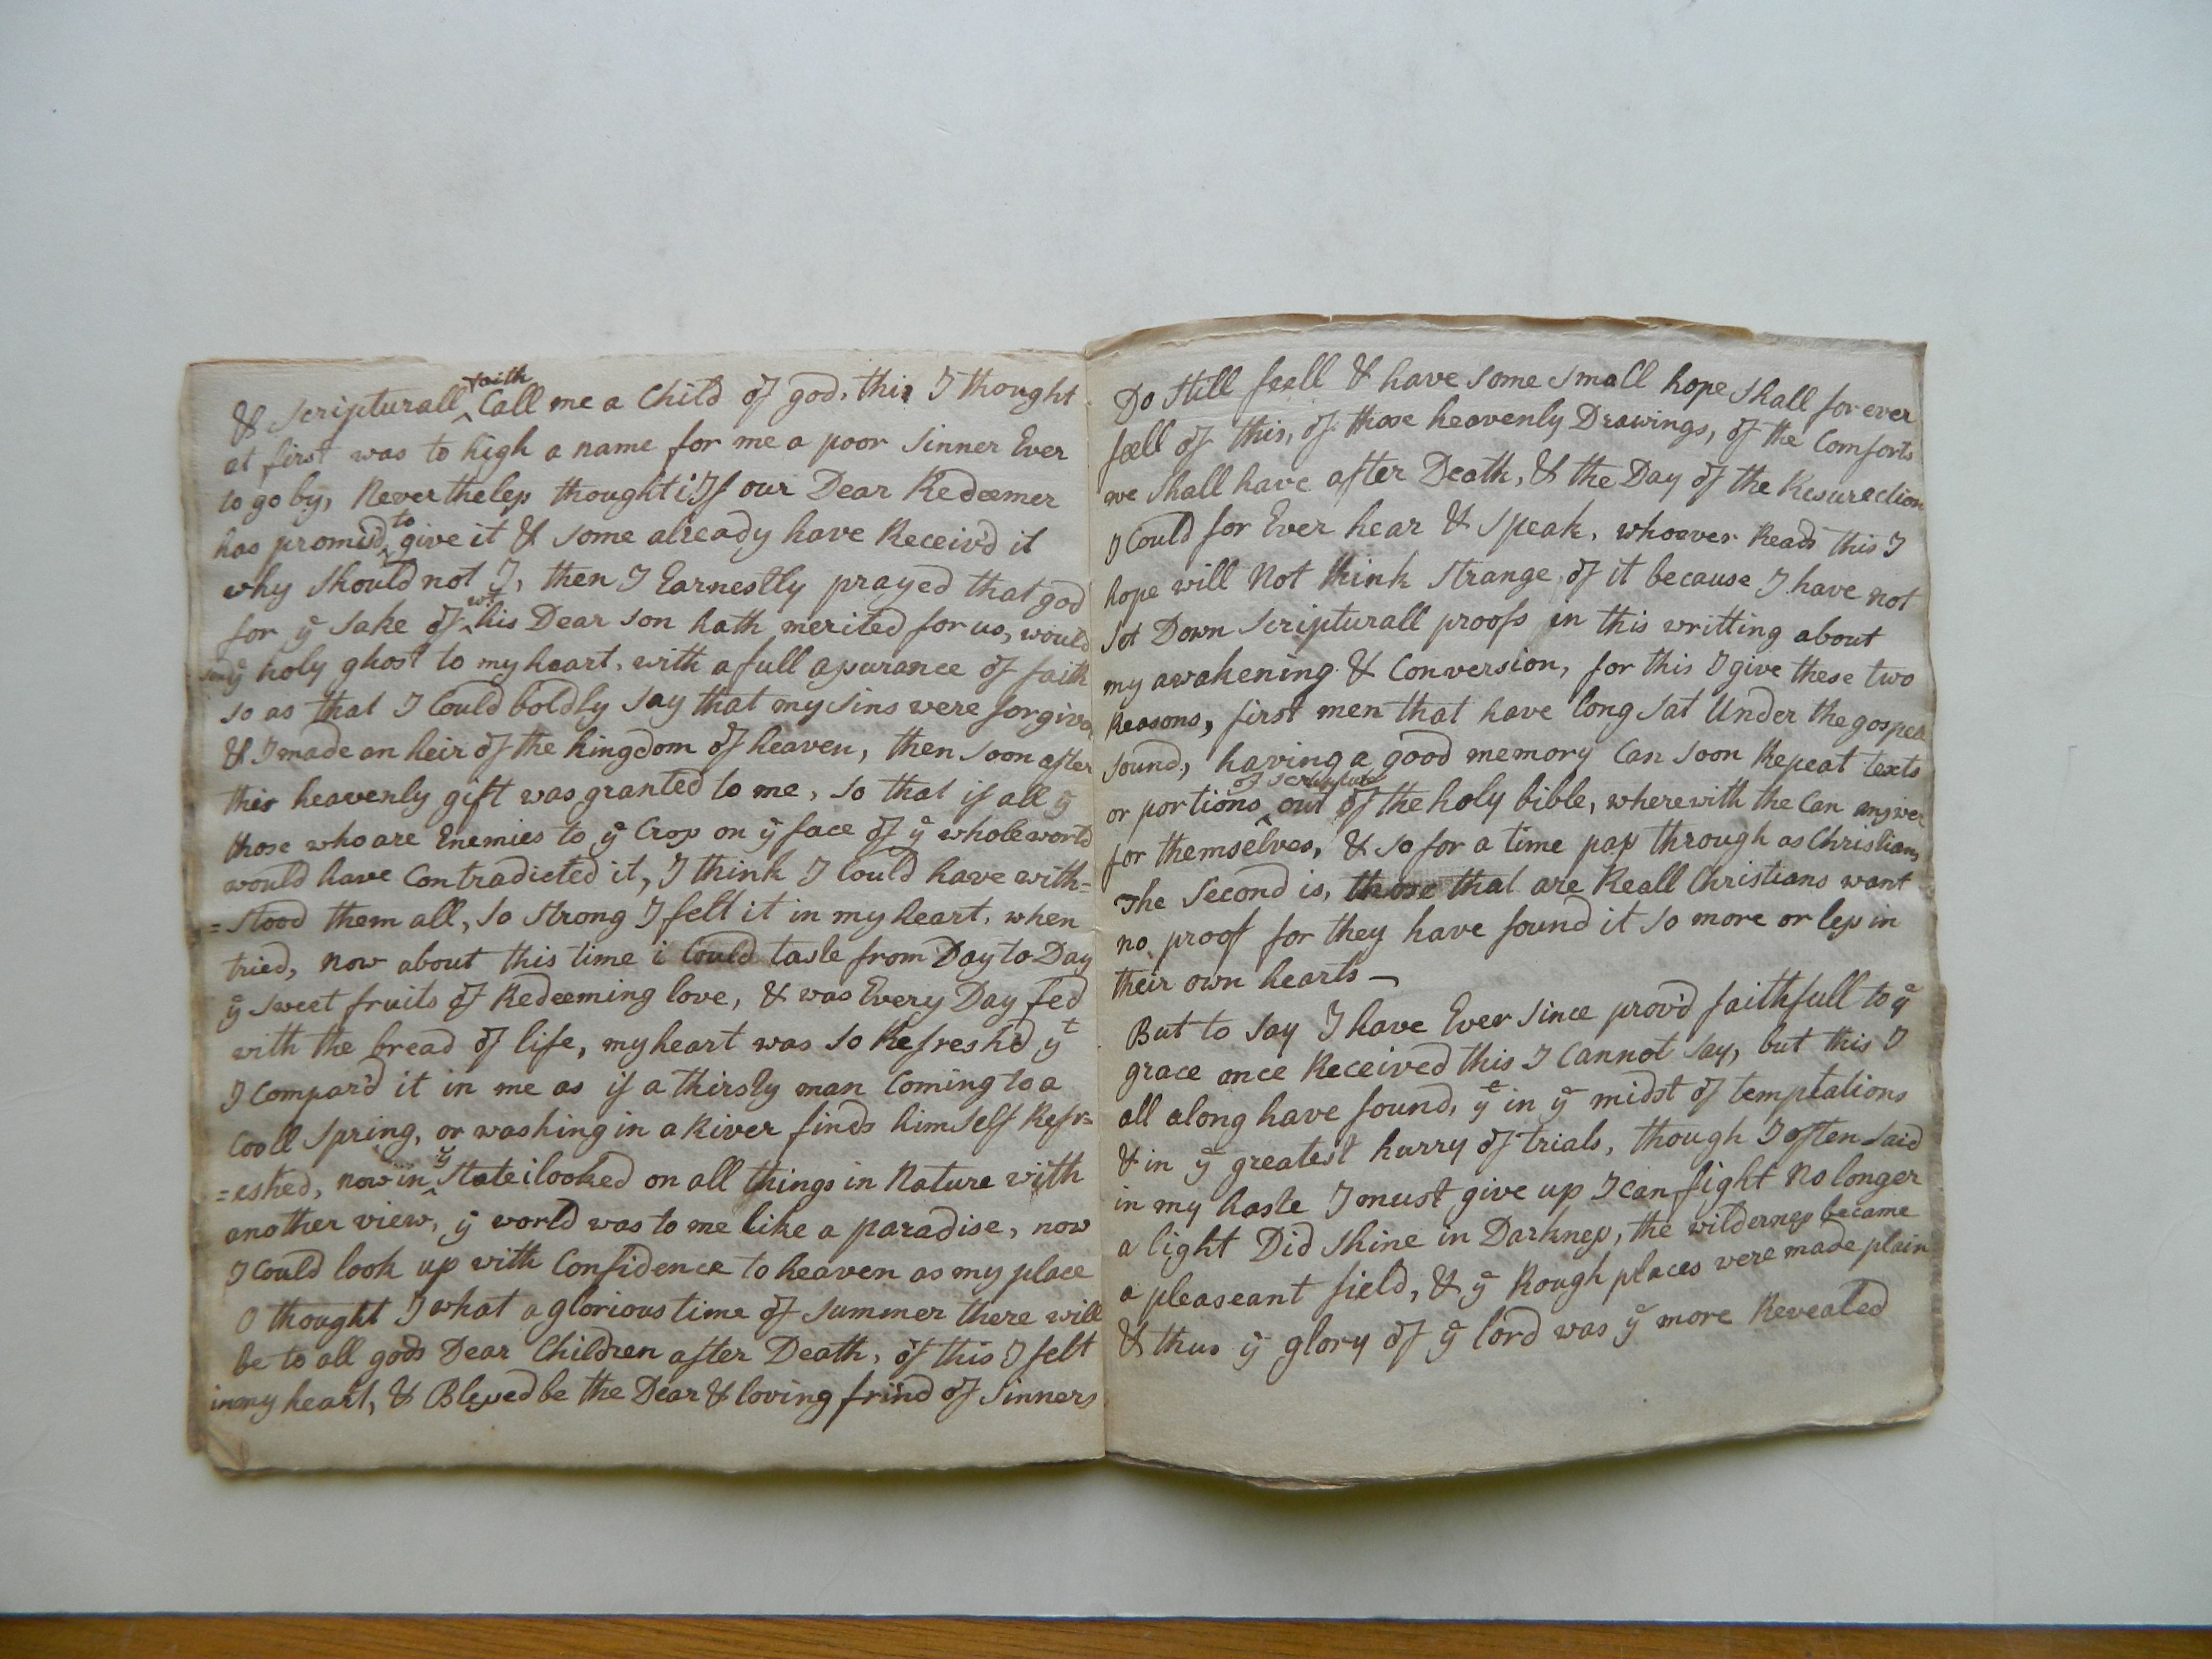 & Scripturall ^faith Call me a Child of god, this I thought
at first was to high a name for me a poor Sinner Ever
to go by, Nevertheless thought i If our Dear Redeemer
has promis'd ^to give it & some already have Receiv'd it
why Should not I, then I Earnestly prayed that god
for ye Sake of ^wt his Dear Son hath merited for us, would
send ye holy ghost to my heart, with a full assurance of faith
so as that I Could boldly Say that my Sins were forgiven
& I made an heir of the kingdom of heaven, then Soon after
this heavenly gift was granted to me, So that if all ye
those who are Enemies to ye Cross on ye face of ye whole world
would have Contradicted it, I think I Could have with=
=stood them all, So Strong I felt it in my heart, when
tried, now about this time i Could taste from Day to Day
ye Sweet fruits of Redeeming love, & was Every Day fed
with the bread of life, my heart was So Refresh'd yt
I Compar'd it in me as if a thirsty man Coming to a
Cooll Spring, or washing in a River finds himself Refr=
=eshed, now in ^ye State i looked on all things in Nature with
another view, ye world was to me like a paradise, now
I Could look up with Confidence to heaven as my place
O thought I what a glorious time of Summer there will
be to all gods Dear Children after Death, of this I felt
in my heart, & Blessed be the Dear & loving frind of Sinners
Do Still feell & have some small hope Shall for ever
feell of this, of those heavenly Drawings, of the Comforts
we Shall have after Death, & the Day of the Resurection
I Could for Ever hear & Speak, whoever Reads this I
hope will Not think Strange of it because I have not
Sot Down Scripturall proofs in this writting about
my awakening & Conversion, for this I give these two
Reasons, first men that have long Sat Under the gospell
Sound, having a good memory Can Soon Repeat texts
or portions ^of scripture out of the holy bible, wherewith the Can answer
for themselves, & so for a time pass through as Christians
The Second is, those that are Reall Christians want
no proof for they have found it So more or less in
their own hearts —
But to Say I have Ever Since prov'd faithfull to ye
grace once Received this I Cannot Say, but this I
all along have found, yt in ye midst of temptations
& in ye greatest hurry of trials, though I often Said
in my haste I must give up I Can fight No longer
a light Did Shine in Darkness, the wilderness became
a pleaseant field, & ye Rough places were made plain
& thus ye glory of ye lord was ye more Revealed